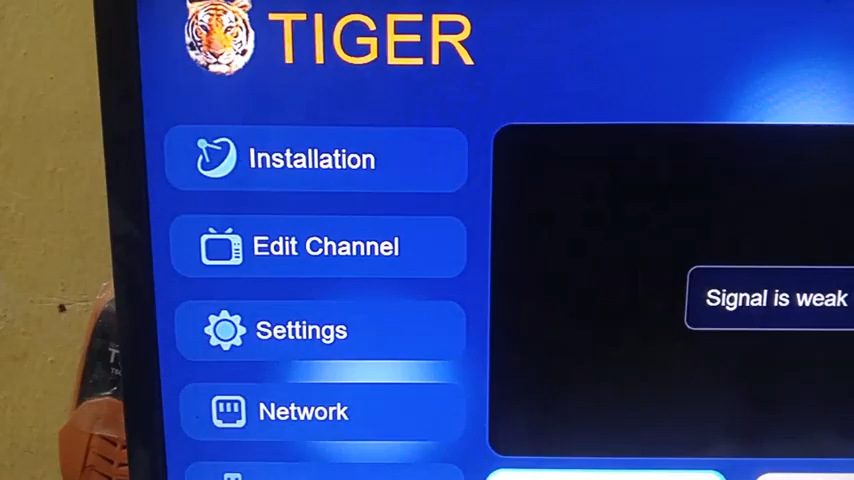 TIGER
Installation
Edit Channel
Settings
Network
Signal is weak